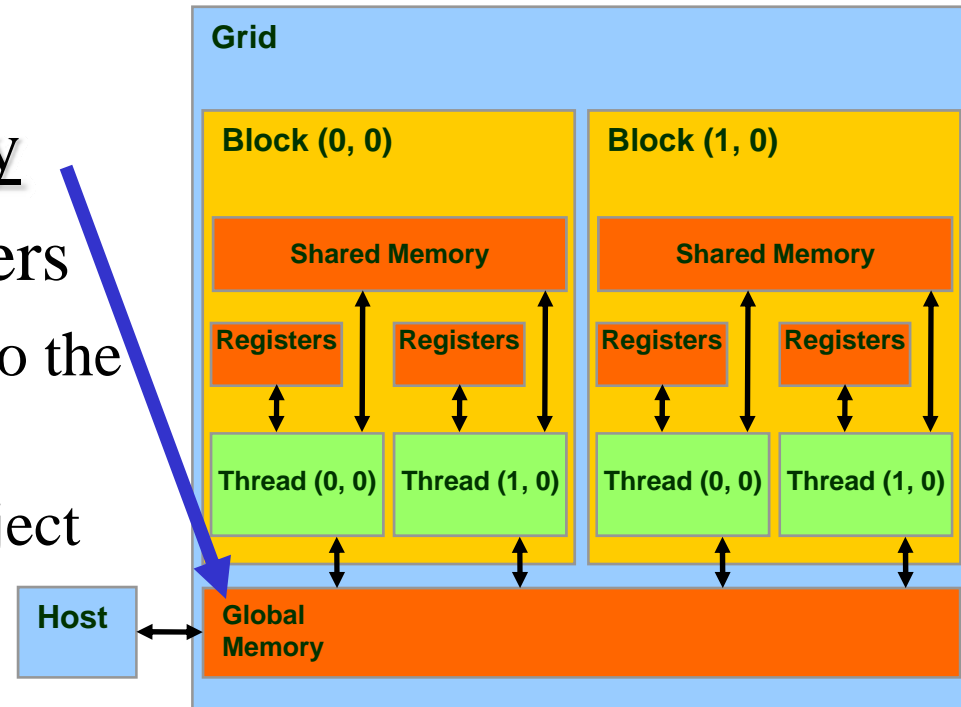 y
ers
o the
ject
Grid
Block (0, 0)
Block (1, 0)
Shared Memory
Shared Memory
Registers
Registers
Registers
Registers
Thread (0, 0)
Thread (1, 0)
Thread (0, 0)
Thread (1, 0)
Host
Global
Memory